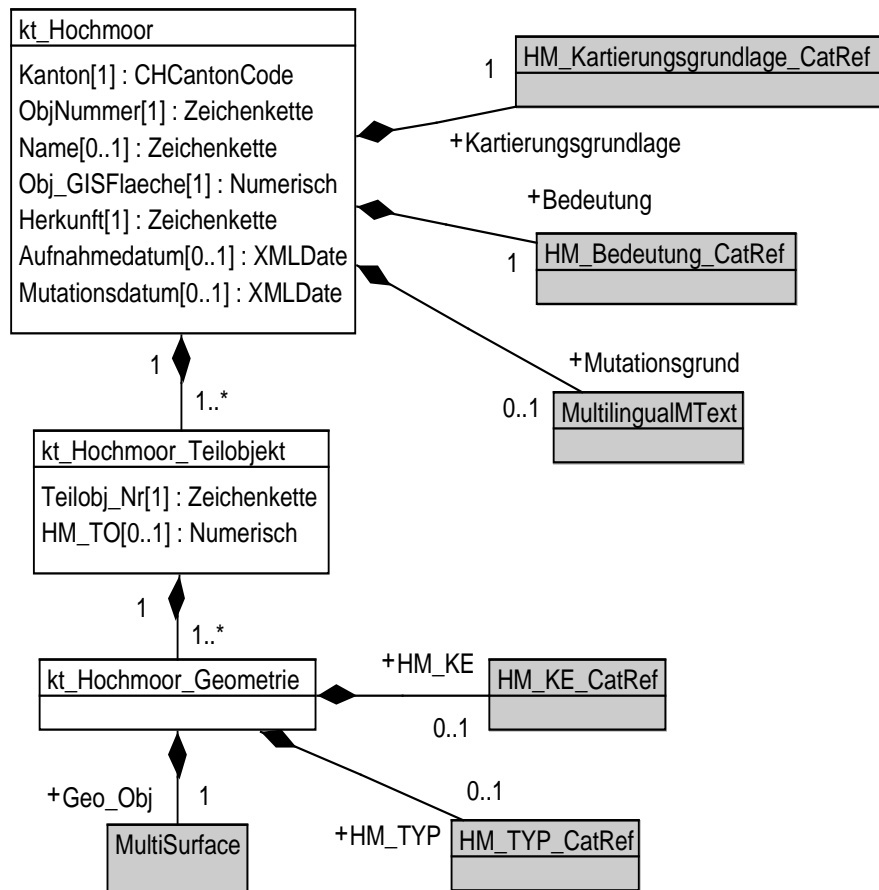 kt_Hochmoor
Kanton[1] : CHCantonCode
ObjNummer[1] : Zeichenkette
Name[0..1] : Zeichenkette
Obj_GISFlaeche[1] : Numerisch
Herkunft[1] : Zeichenkette
Aufnahmedatum[0..1] : XMLDate
Mutationsdatum[0..1] : XMLDate
1
HM_Kartierungsgrundlage_CatRef
+Kartierungsgrundlage
+Bedeutung
1
HM_Bedeutung_CatRef
+Mutationsgrund
0..1
MultilingualMText
1
1..*
kt_Hochmoor_Teilobjekt
Teilobj_Nr[1] : Zeichenkette
HM_TO[0..1] : Numerisch
1
1..*
kt_Hochmoor_Geometrie
+HM_KE
0..1
HM_KE_CatRef
+Geo_Obj
1
MultiSurface
0..1
+HM_TYP
HM_TYP_CatRef